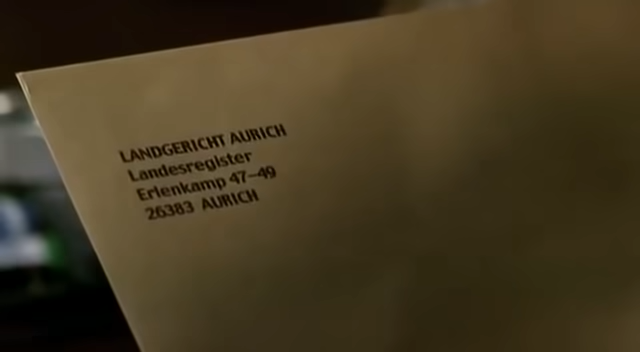 LANDGERICHT AURICH
Landesregister
Erlenkamp 47–49
26383 AURICH